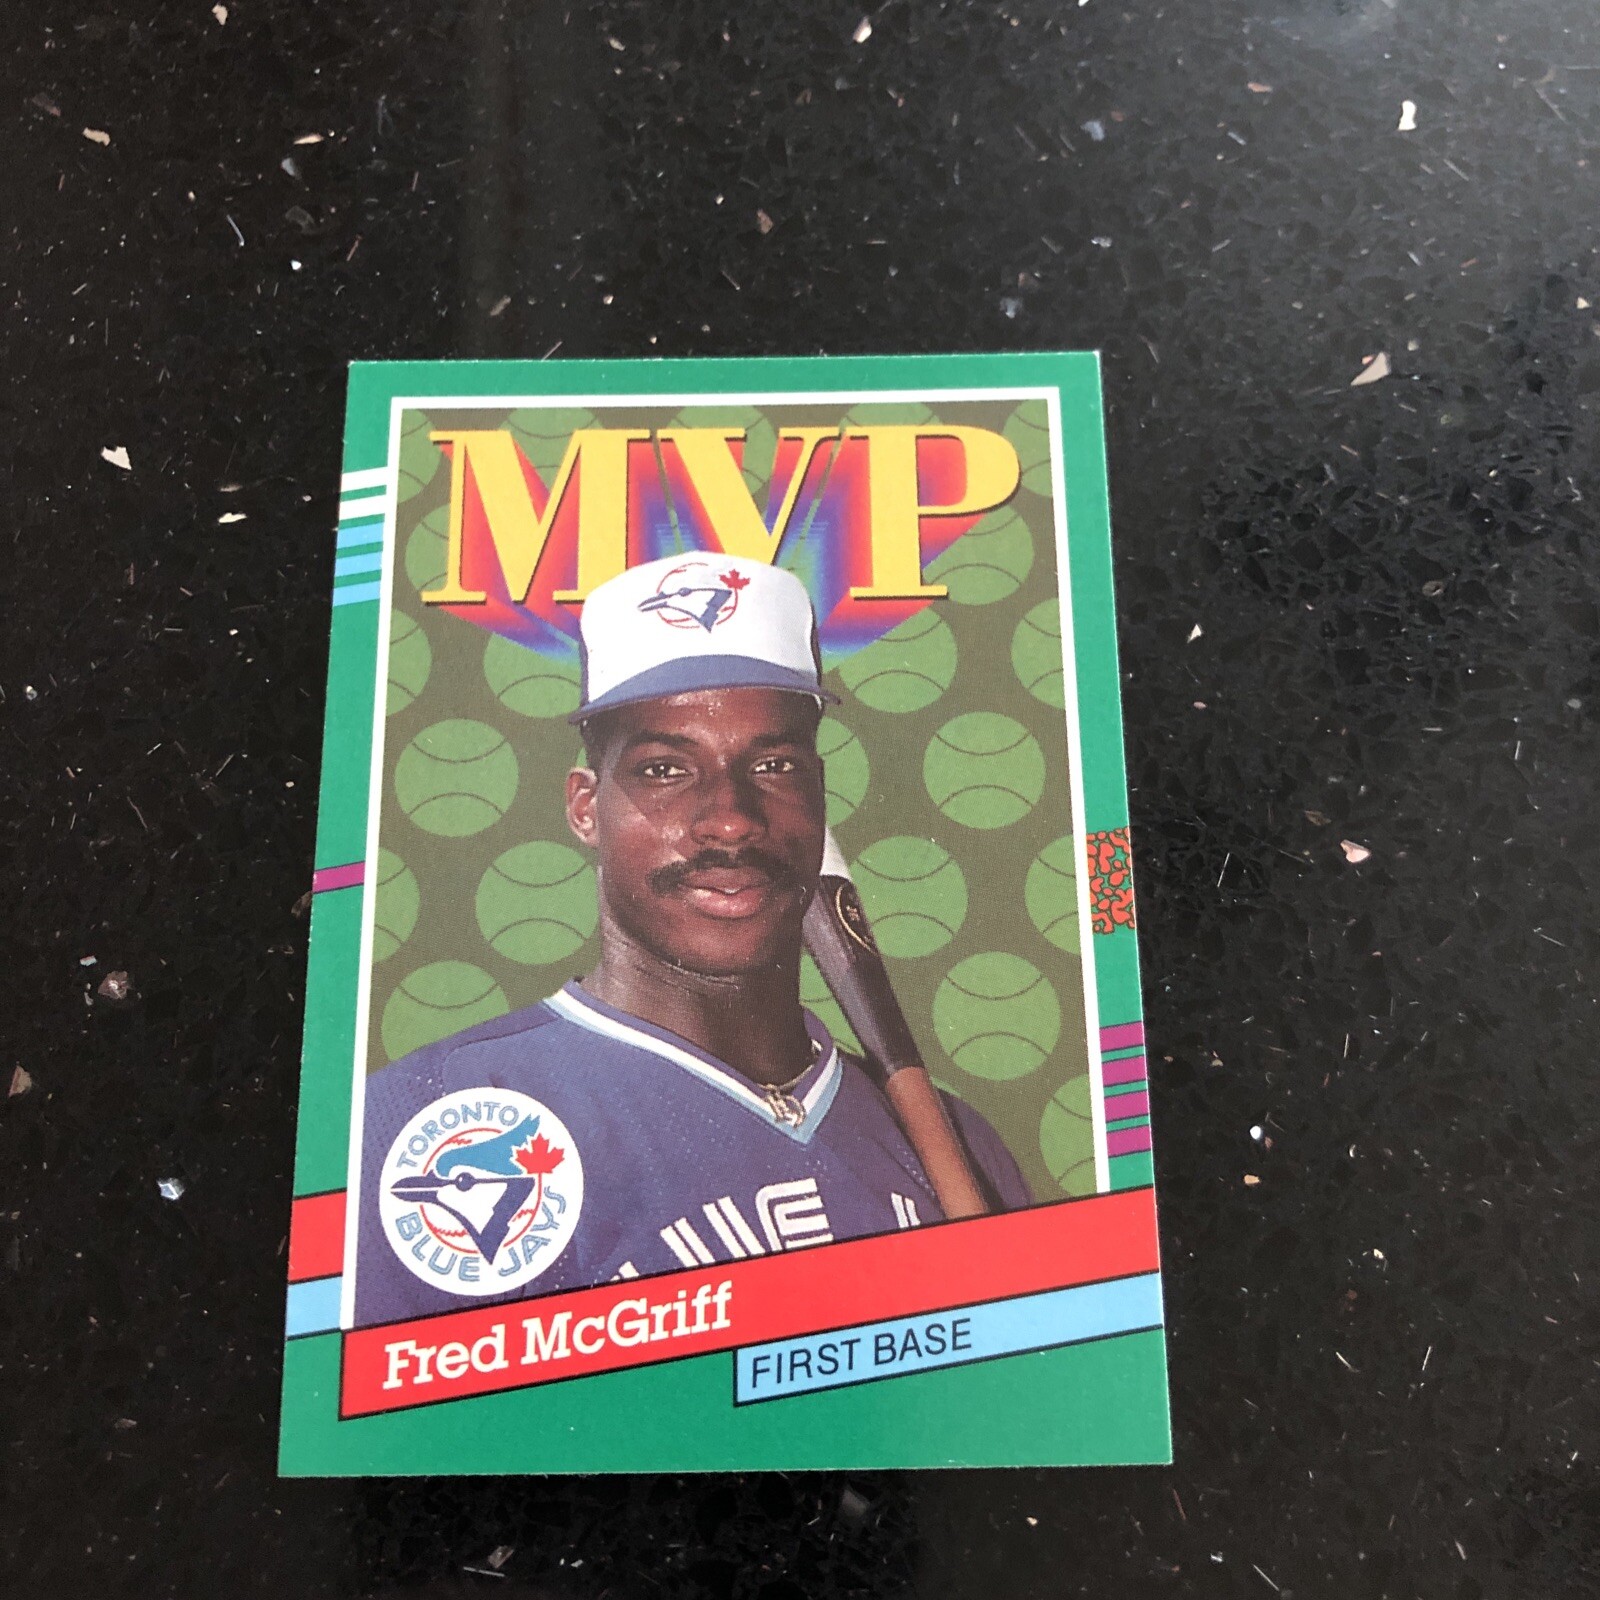 MVP
TORONTO
BLUE JAYS
Fred McGriff
FIRST BASE